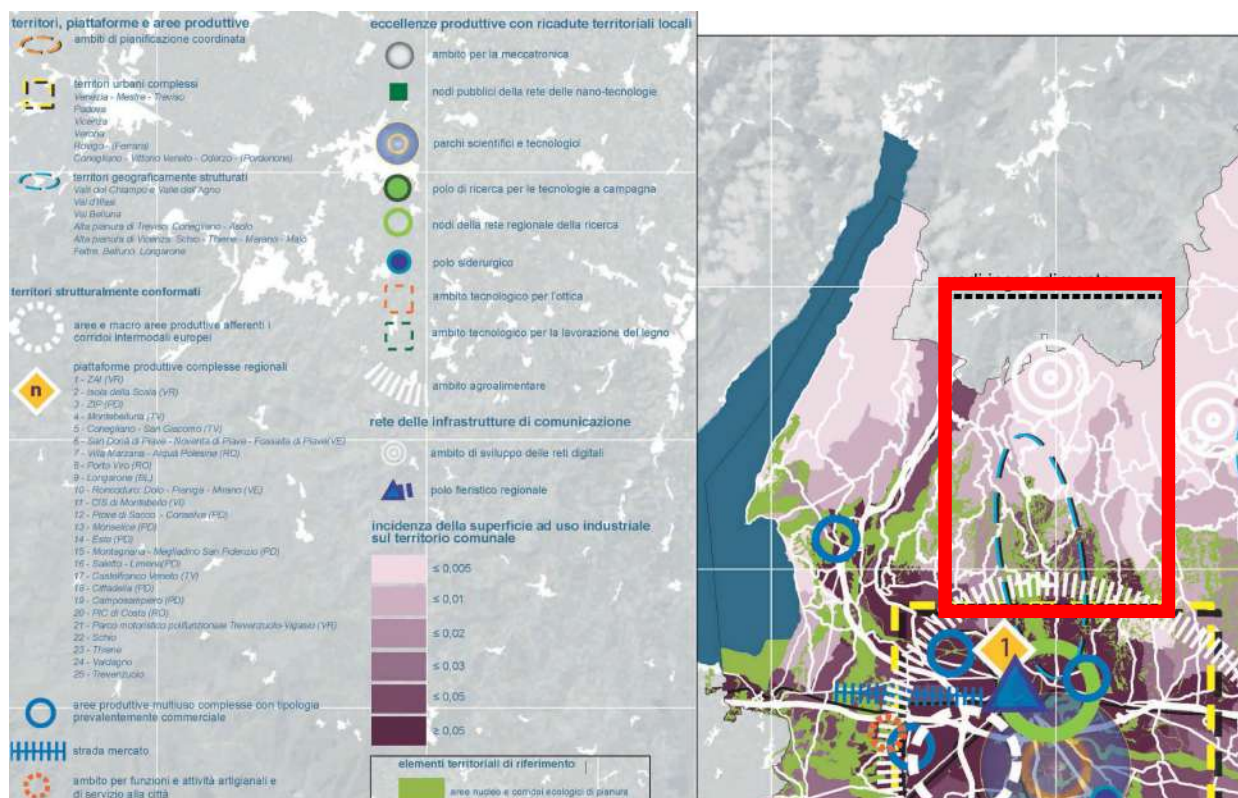 territori, piattaforme e aree produttive
ambiti di pianificazione coordinata
territori urbani complessi
Venezia - Mestre - Treviso
Padova
Vicenza
Verona
Rovigo - (Ferrara)
Conegliano - Vittorio Veneto - Oderzo - (Pordenone)
territori geograficamente strutturati
Valli del Chiampo e Valle dell'Agno
Val d'Illasi
Val Belluna
Alta pianura di Treviso: Conegliano - Asolo
Alta pianura di Vicenza: Schio - Thiene - Marano - Malo
Feltre, Belluno, Longarone
territori strutturalmente conformati
aree e macro aree produttive afferenti i
corridoi intermodali europei
n
piattaforme produttive complesse regionali
1 - ZAI (VR)
2 - Isola della Scala (VR)
3 - ZIP (PD)
4 - Montebelluna (TV)
5 - Conegliano - San Giacomo (TV)
6 - San Donà di Piave - Noventa di Piave - Fossalta di Piave(VE)
7 - Villa Marzana - Arquà Polesine (RO)
8 - Porto Viro (RO)
9 - Longarone (BL)
10 - Roncoduro: Dolo - Pianiga - Mirano (VE)
11 - CIS di Montebello (VI)
12 - Piove di Sacco - Conselve (PD)
13 - Monselice (PD)
14 - Este (PD)
15 - Montagnana - Megliadino San Fidenzio (PD)
16 - Saletto - Limena(PD)
17 - Castelfranco Veneto (TV)
18 - Cittadella (PD)
19 - Camposampiero (PD)
20 - PIC di Costa (RO)
21 - Parco motoristico polifunzionale Trevenzuolo-Vigasio (VR)
22 - Schio
23 - Thiene
24 - Valdagno
25 - Trevenzuolo
aree produttive multiuso complesse con tipologia
prevalentemente commerciale
strada mercato
ambito per funzioni e attività artigianali e
di servizio alla città
eccellenze produttive con ricadute territoriali locali
ambito per la meccatronica
nodi pubblici della rete delle nano-tecnologie
parchi scientifici e tecnologici
polo di ricerca per le tecnologie a campagna
nodi della rete regionale della ricerca
polo siderurgico
ambito tecnologico per l'ottica
ambito tecnologico per la lavorazione del legno
ambito agroalimentare
rete delle infrastrutture di comunicazione
ambito di sviluppo delle reti digitali
polo fieristico regionale
incidenza della superficie ad uso industriale
sul territorio comunale
≤ 0,005
≤ 0,01
≤ 0,02
≤ 0,03
≤ 0,05
≥ 0,05
elementi territoriali di riferimento
aree nucleo e corridoi ecologici di pianura
1